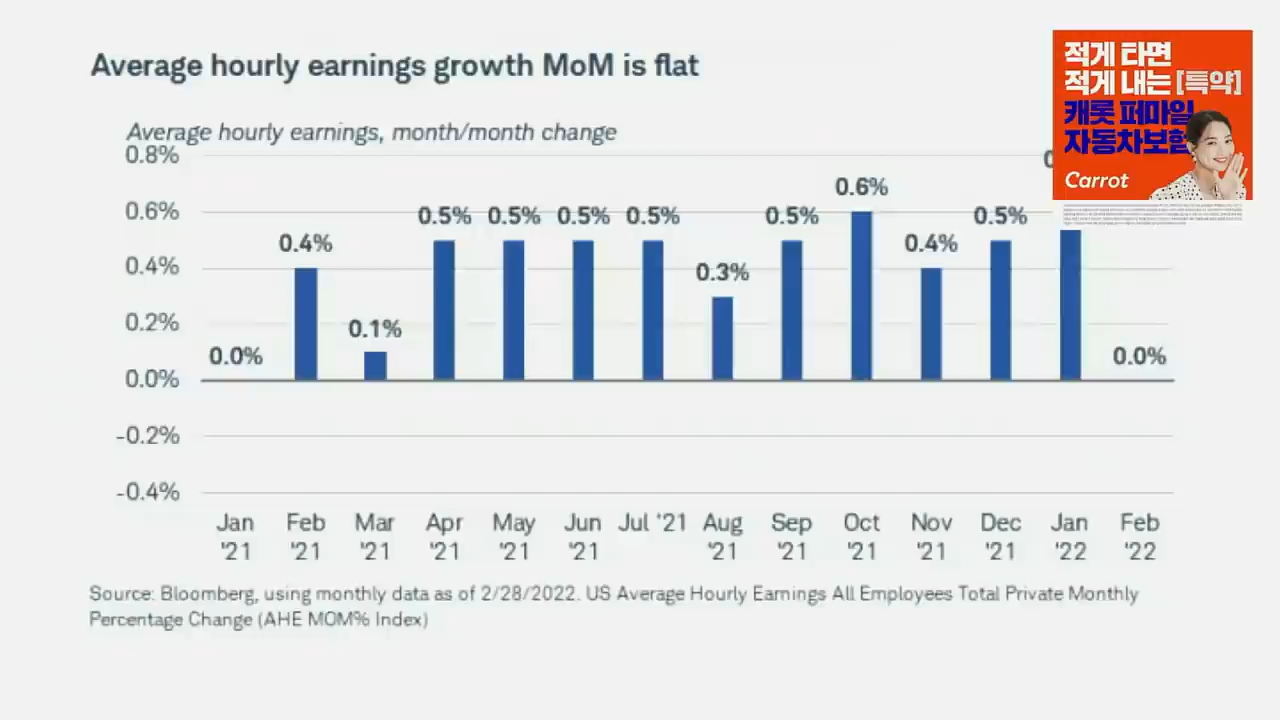 Average hourly earnings growth MoM is flat
Average hourly earnings, month/month change
0.8%
0.6%
0.4%
0.2%
0.0%
-0.2%
-0.4%
0.0%
0.4%
0.1%
0.5%
0.5%
0.5%
0.5%
0.3%
0.5%
0.6%
0.4%
0.5%
0.0%
Jan '21
Feb '21
Mar '21
Apr '21
May '21
Jun '21
Jul '21
Aug '21
Sep '21
Oct '21
Nov '21
Dec '21
Jan '22
Feb '22
Source: Bloomberg, using monthly data as of 2/28/2022. US Average Hourly Earnings All Employees Total Private Monthly
Percentage Change (AHE MOM% Index)
적게 타면
적게 내는 [특약]
캐롯 퍼마일
자동차보험
Carrot